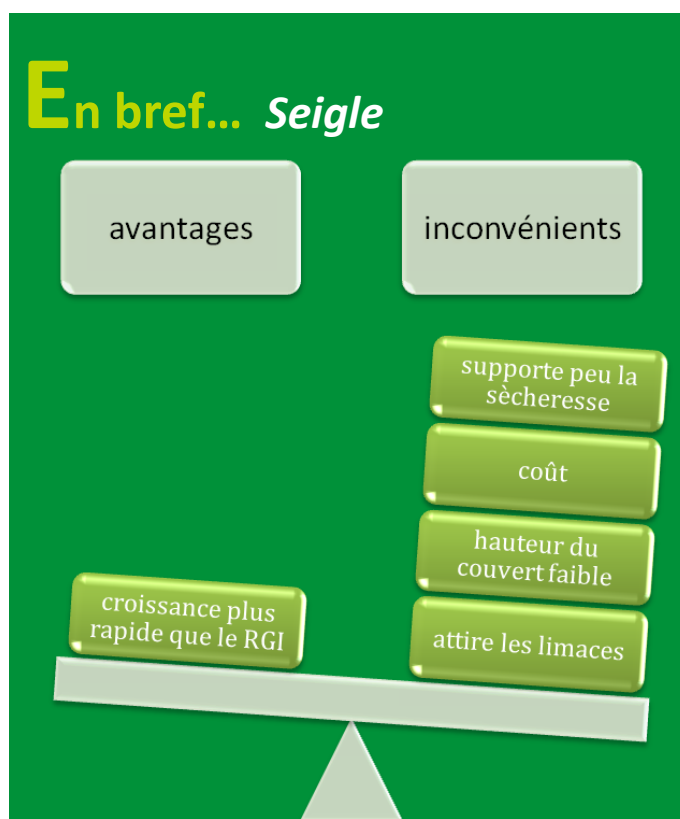 En bref... Seigle
avantages
inconvénients
supporte peu la
sècheresse
coût
hauteur du
couvert faible
attire les limaces
croissance plus
rapide que le RGI